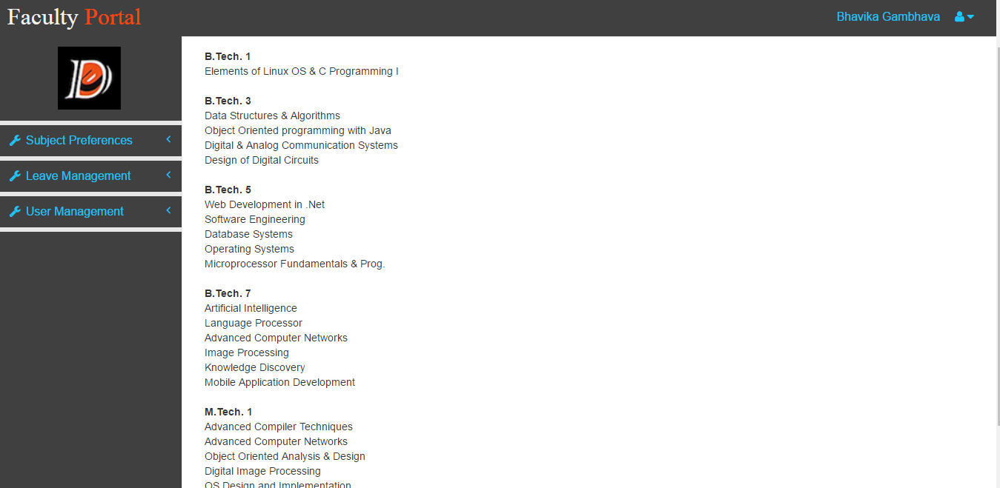 Faculty Portal
Bhavika Gambhava
Subject Preferences
Leave Management
User Management
B.Tech. 1
Elements of Linux OS & C Programming I
B.Tech. 3
Data Structures & Algorithms
Object Oriented programming with Java
Digital & Analog Communication Systems
Design of Digital Circuits
B.Tech. 5
Web Development in .Net
Software Engineering
Database Systems
Operating Systems
Microprocessor Fundamentals & Prog.
B.Tech. 7
Artificial Intelligence
Language Processor
Advanced Computer Networks
Image Processing
Knowledge Discovery
Mobile Application Development
M.Tech. 1
Advanced Compiler Techniques
Advanced Computer Networks
Object Oriented Analysis & Design
Digital Image Processing
OS Design and Implementation